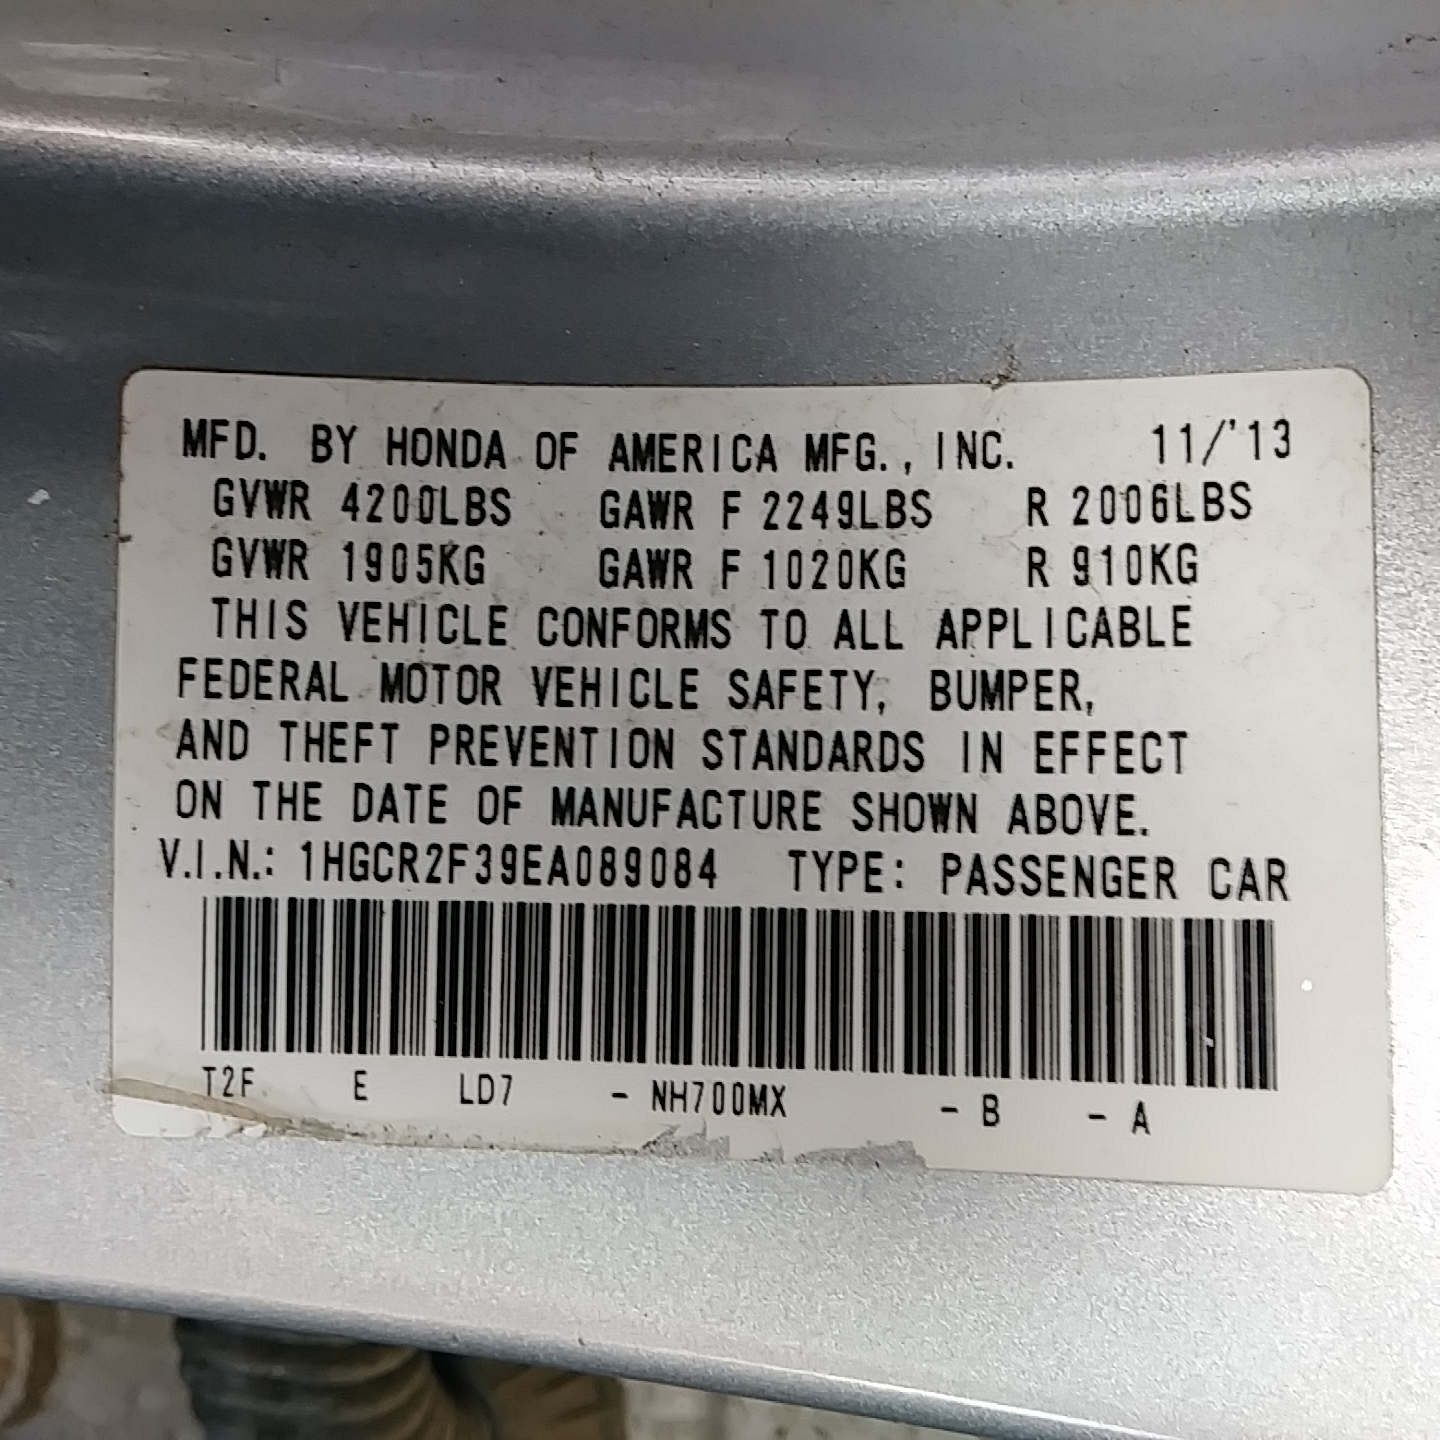 MFD. BY HONDA OF AMERICA MFG., INC. 11/'13
GVWR 4200LBS GAWR F 2249LBS R 2006LBS
GVWR 1905KG GAWR F 1020KG R 910KG
THIS VEHICLE CONFORMS TO ALL APPLICABLE
FEDERAL MOTOR VEHICLE SAFETY, BUMPER,
AND THEFT PREVENTION STANDARDS IN EFFECT
ON THE DATE OF MANUFACTURE SHOWN ABOVE.
V.I.N.: 1HGCR2F39EA089084 TYPE: PASSENGER CAR
T2F E LD7 - NH700MX - B - A